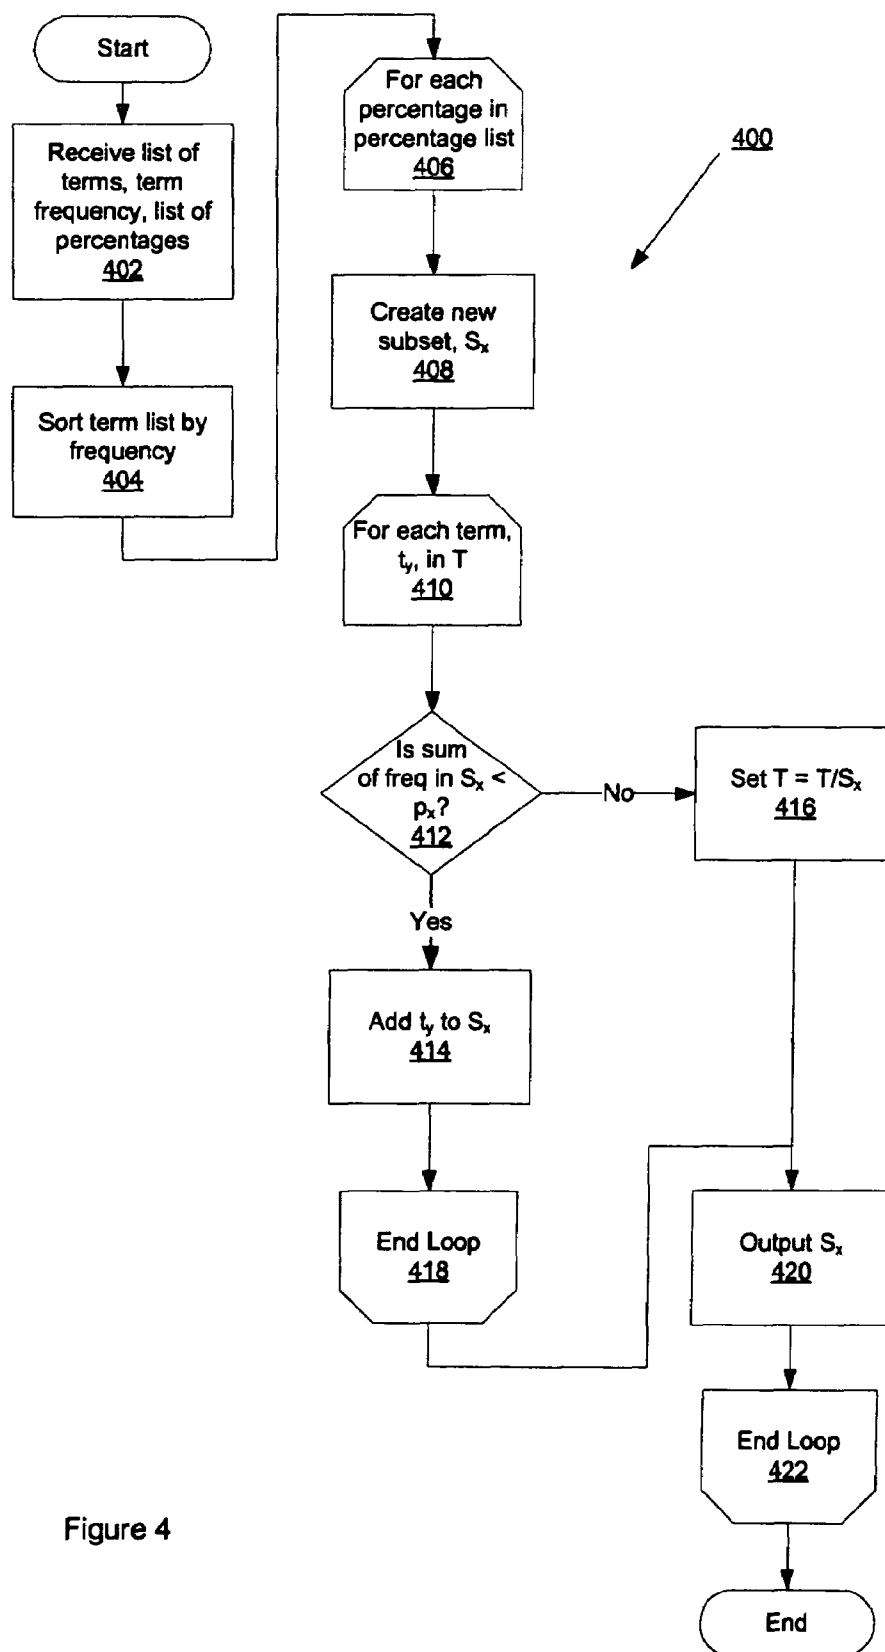 Start
Receive list of
terms, term
frequency, list of
percentages
402
Sort term list by
frequency
404
For each
percentage in
percentage list
406
400
Create new
subset, Sₓ
408
For each term,
t_y, in T
410
Is sum
of freq in Sₓ <
pₓ?
412
No
Set T = T/Sₓ
416
Yes
Add t_y to Sₓ
414
End Loop
418
Output Sₓ
420
End Loop
422
End
Figure 4